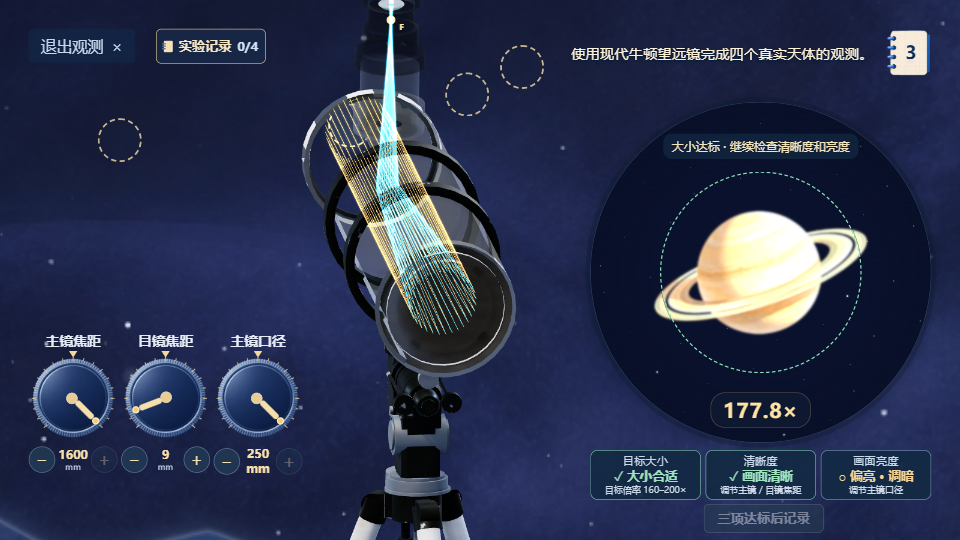 退出观测 ×
实验记录 0/4
F
使用现代牛顿望远镜完成四个真实天体的观测。
3
大小达标 · 继续检查清晰度和亮度
主镜焦距
目镜焦距
主镜口径
− 1600 mm +
− 9 mm +
− 250 mm +
177.8×
目标大小
✓ 大小合适
目标倍率 160–200×
清晰度
✓ 画面清晰
调节主镜 / 目镜焦距
画面亮度
○ 偏亮 • 调暗
调节主镜口径
三项达标后记录